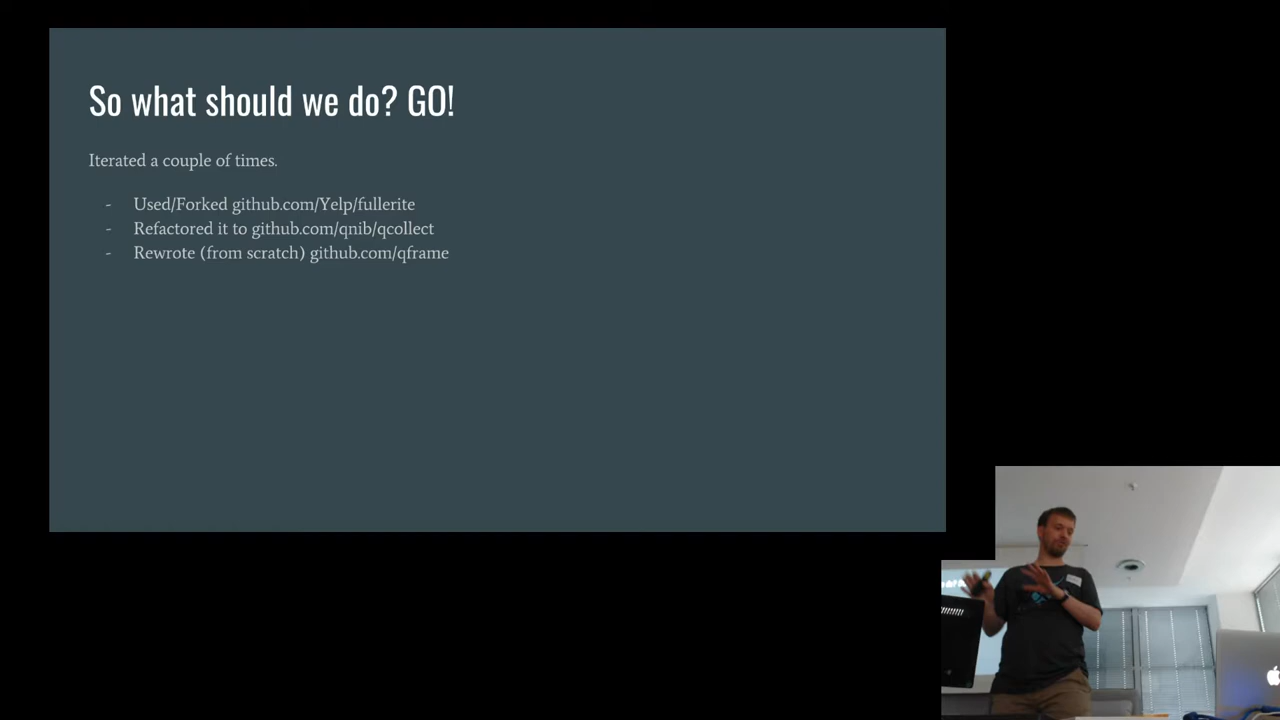 So what should we do? GO!
Iterated a couple of times.
- Used/Forked github.com/Yelp/fullerite
- Refactored it to github.com/qnib/qcollect
- Rewrote (from scratch) github.com/qframe